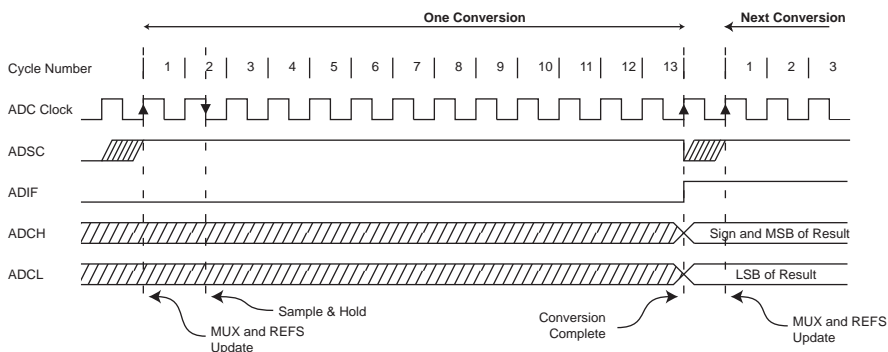 One Conversion
Next Conversion
Cycle Number 1 2 3 4 5 6 7 8 9 10 11 12 13 1 2 3
ADC Clock
ADSC
ADIF
ADCH Sign and MSB of Result
ADCL LSB of Result
Sample & Hold
MUX and REFS
Update
Conversion
Complete
MUX and REFS
Update